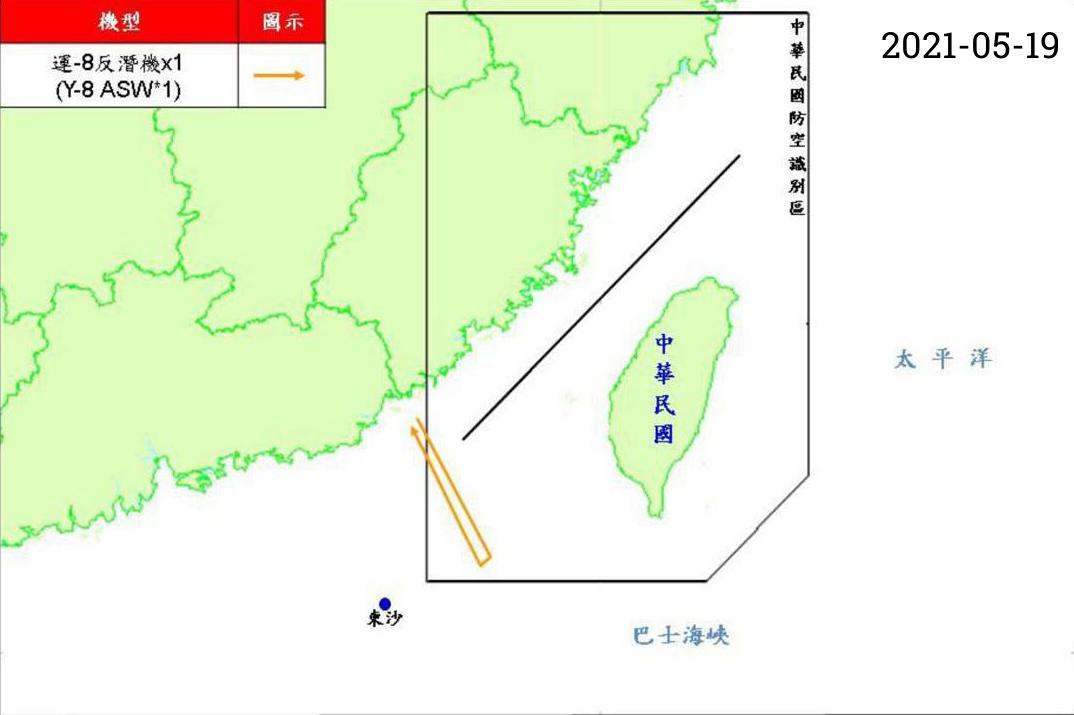 機型
圖示
運-8反潛機x1
(Y-8 ASW*1)
2021-05-19
中華民國防空識別區
中華民國
太平洋
東沙
巴士海峽